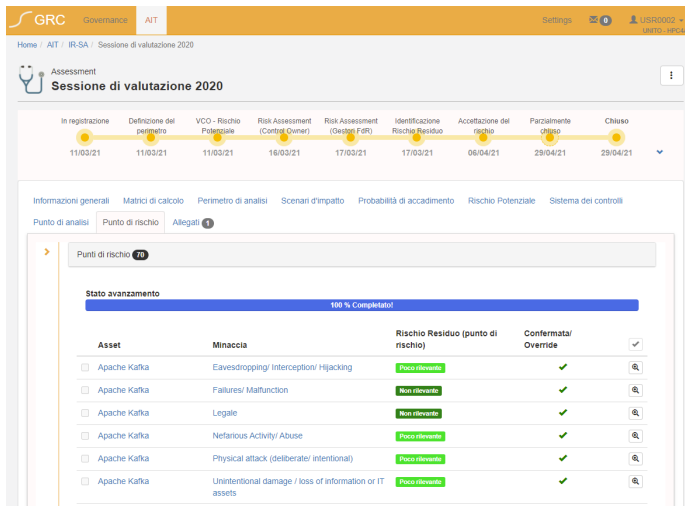 GRC Governance AIT Settings 0 USR0002
UNITO - HPC4
Home / AIT / IR-SA / Sessione di valutazione 2020
Assessment
Sessione di valutazione 2020
In registrazione Definizione del perimetro VCO - Rischio Potenziale Risk Assessment (Control Owner) Risk Assessment (Gestori FdR) Identificazione Rischio Residuo Accettazione del rischio Parzialmente chiuso Chiuso
11/03/21 11/03/21 11/03/21 16/03/21 17/03/21 17/03/21 06/04/21 29/04/21 29/04/21
Informazioni generali Matrici di calcolo Perimetro di analisi Scenari d'impatto Probabilità di accadimento Rischio Potenziale Sistema dei controlli
Punto di analisi Punto di rischio Allegati 1
Punti di rischio 70
Stato avanzamento
100 % Completato!
Asset Minaccia Rischio Residuo (punto di rischio) Confermata/ Override
Apache Kafka Eavesdropping/ Interception/ Hijacking Poco rilevante
Apache Kafka Failures/ Malfunction Non rilevante
Apache Kafka Legale Non rilevante
Apache Kafka Nefarious Activity/ Abuse Poco rilevante
Apache Kafka Physical attack (deliberate/ intentional) Poco rilevante
Apache Kafka Unintentional damage / loss of information or IT assets Poco rilevante